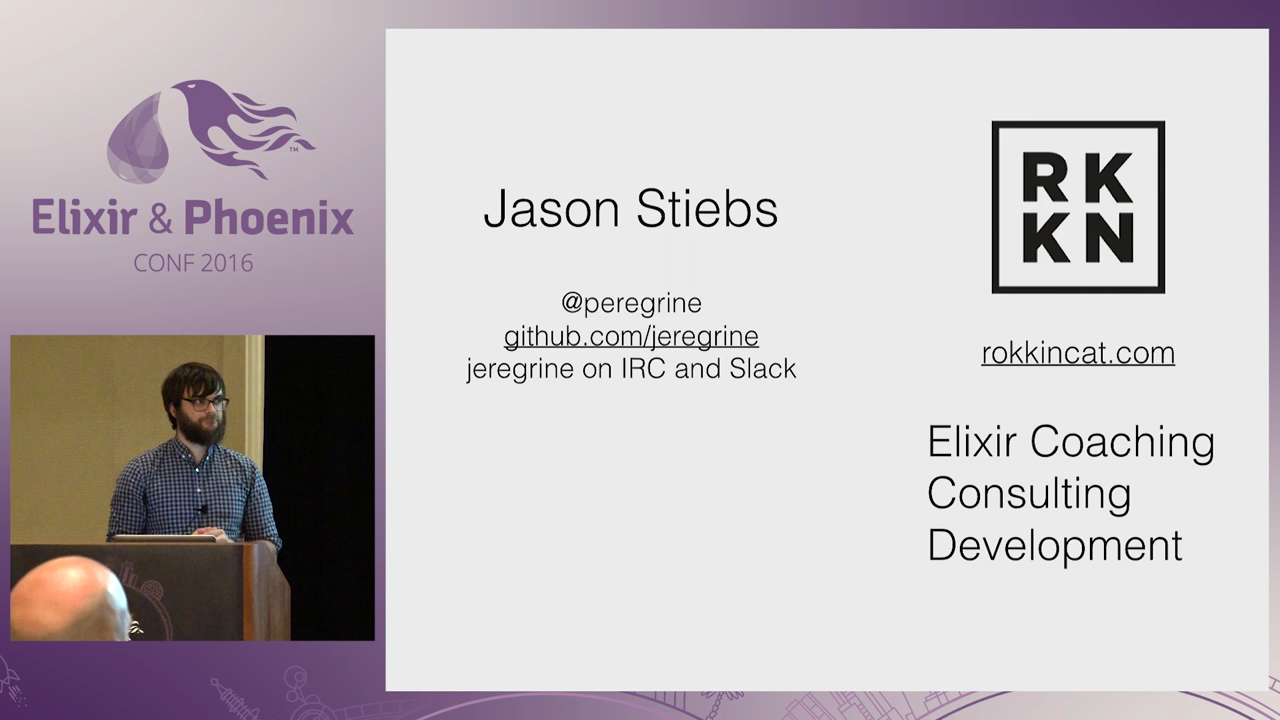 Elixir & Phoenix
CONF 2016
TM
Jason Stiebs
@peregrine
github.com/jeregrine
jeregrine on IRC and Slack
RK
KN
rokkincat.com
Elixir Coaching
Consulting
Development